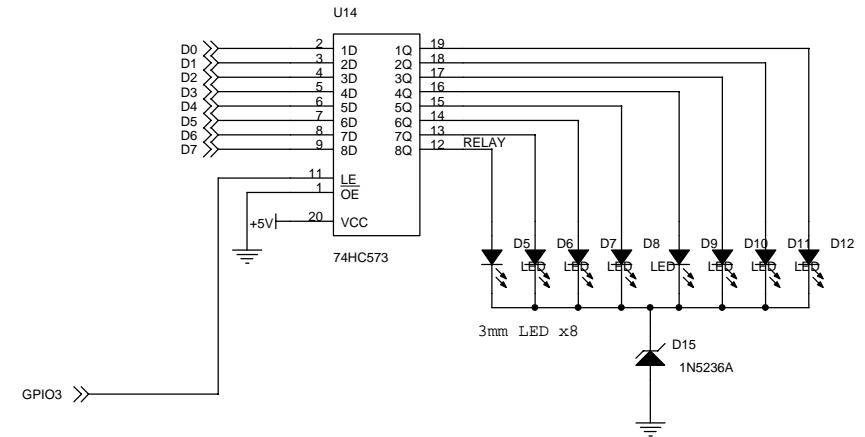 U14
D0 2 1D 1Q 19
D1 3 2D 2Q 18
D2 4 3D 3Q 17
D3 5 4D 4Q 16
D4 6 5D 5Q 15
D5 7 6D 6Q 14
D6 8 7D 7Q 13
D7 9 8D 8Q 12 RELAY
11 LE
1 OE
+5V 20 VCC
74HC573
D5 D6 D7 D8 D9 D10 D11 D12
LED LED LED LED LED LED LED
3mm LED x8
D15
1N5236A
GPIO3